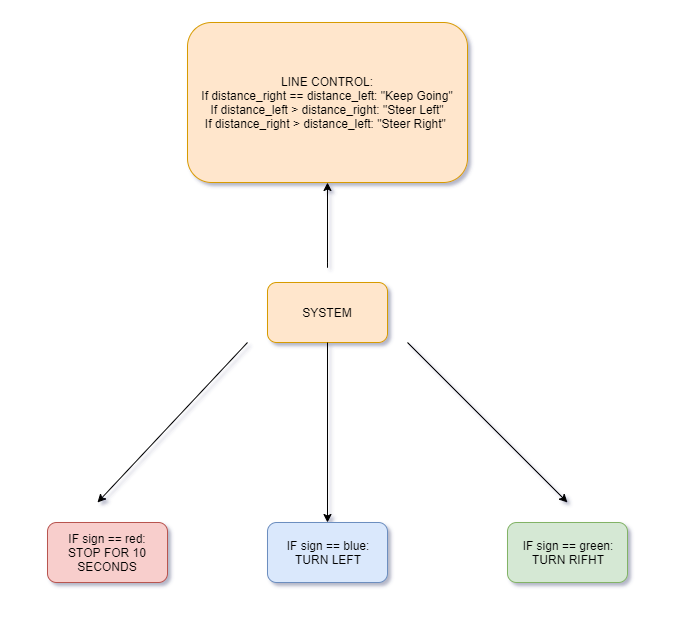 LINE CONTROL:
If distance_right == distance_left: "Keep Going"
If distance_left > distance_right: "Steer Left"
If distance_right > distance_left: "Steer Right"
SYSTEM
IF sign == red:
STOP FOR 10
SECONDS
IF sign == blue:
TURN LEFT
IF sign == green:
TURN RIFHT